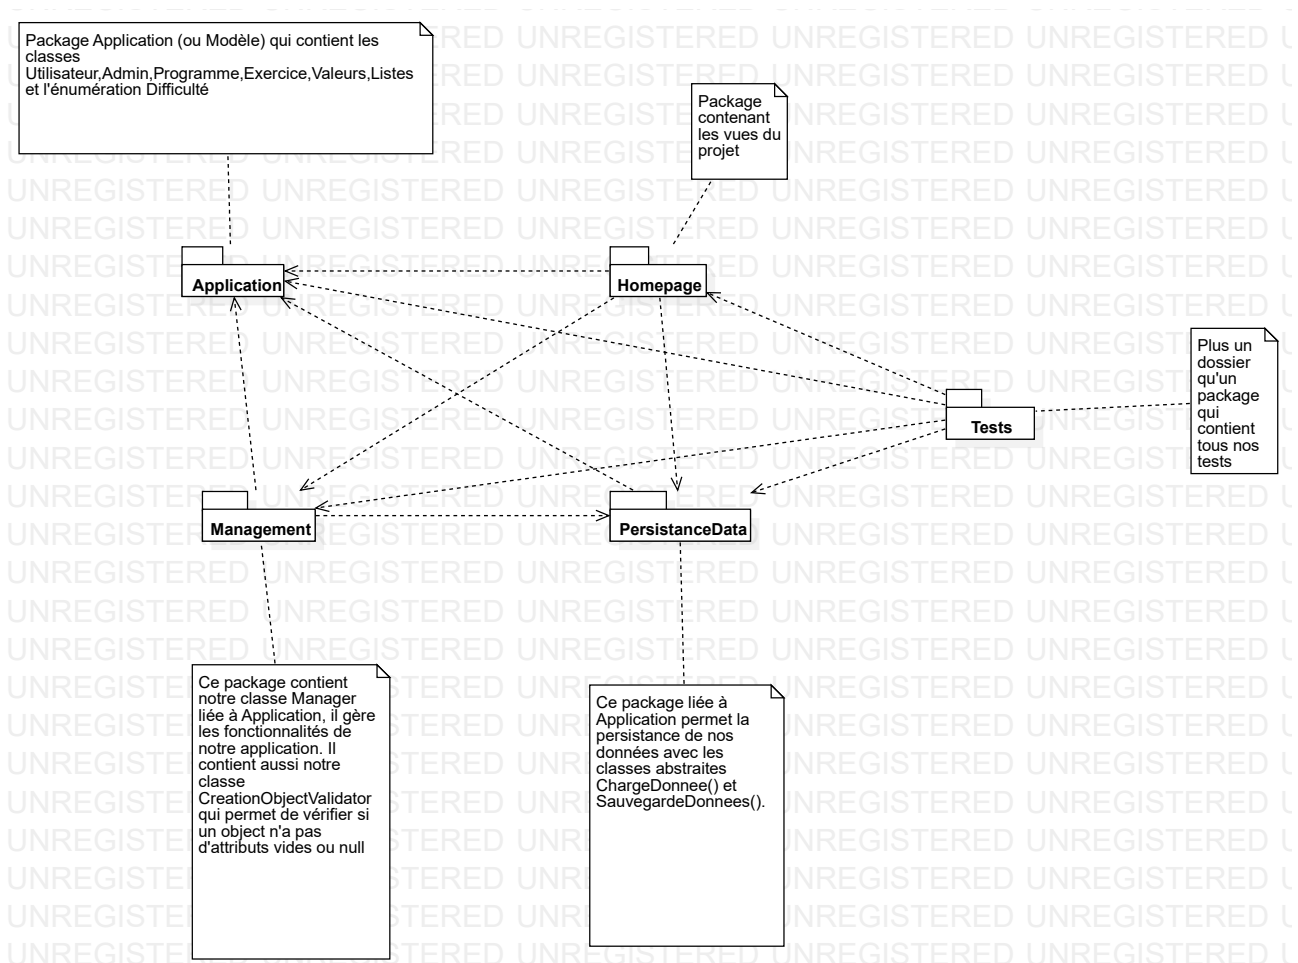 Package Application (ou Modèle) qui contient les
classes
Utilisateur,Admin,Programme,Exercice,Valeurs,Listes
et l'énumération Difficulté
Package
contenant
les vues du
projet
Application
Homepage
Plus un
dossier
qu'un
package
qui
contient
tous nos
tests
Tests
Management
PersistanceData
Ce package contient
notre classe Manager
liée à Application, il gère
les fonctionnalités de
notre application. Il
contient aussi notre
classe
CreationObjectValidator
qui permet de vérifier si
un object n'a pas
d'attributs vides ou null
Ce package liée à
Application permet la
persistance de nos
données avec les
classes abstraites
ChargeDonnee() et
SauvegardeDonnees().
UNREGISTERED